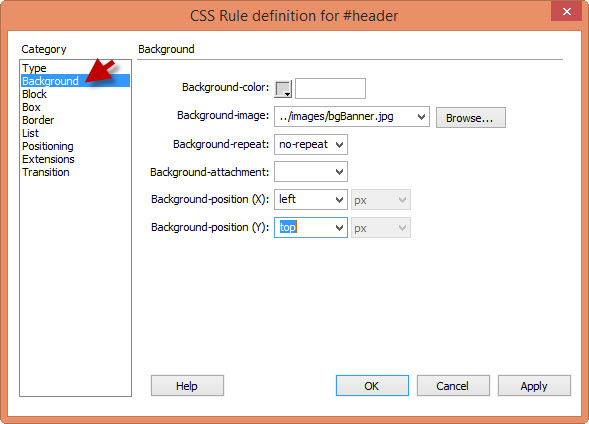 CSS Rule definition for #header
Category
Type
Background
Block
Box
Border
List
Positioning
Extensions
Transition
Background
Background-color:
Background-image: ../images/bgBanner.jpg Browse...
Background-repeat: no-repeat
Background-attachment:
Background-position (X): left px
Background-position (Y): top px
Help OK Cancel Apply